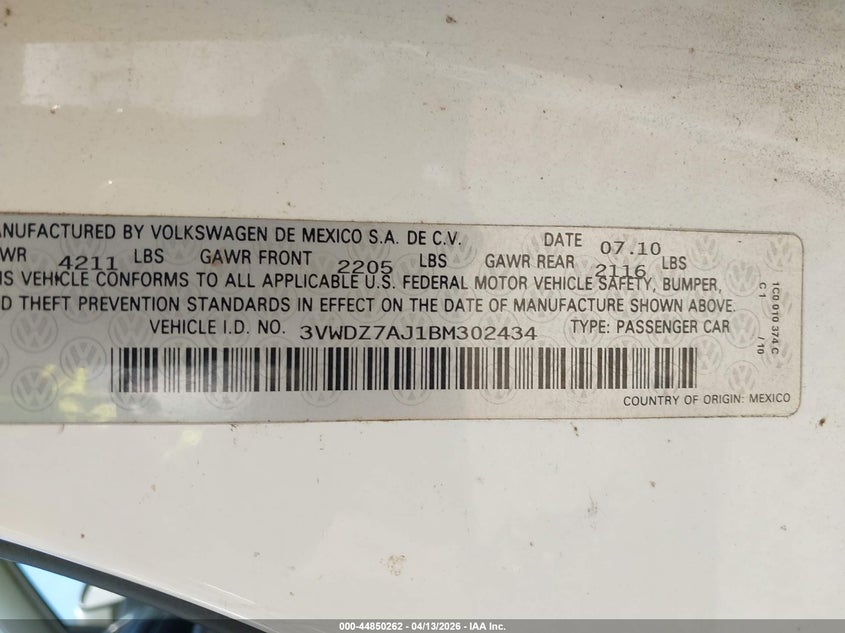 ANUFACTURED BY VOLKSWAGEN DE MEXICO S.A. DE C.V. DATE 07.10
WR 4211 LBS GAWR FRONT 2205 LBS GAWR REAR 2116 LBS
IS VEHICLE CONFORMS TO ALL APPLICABLE U.S. FEDERAL MOTOR VEHICLE SAFETY, BUMPER,
D THEFT PREVENTION STANDARDS IN EFFECT ON THE DATE OF MANUFACTURE SHOWN ABOVE.
VEHICLE I.D. NO. 3VWDZ7AJ1BM302434 TYPE: PASSENGER CAR
COUNTRY OF ORIGIN: MEXICO
1C0 010 374 C
C1 /10
000-44850262 - 04/13/2026 - IAA Inc.